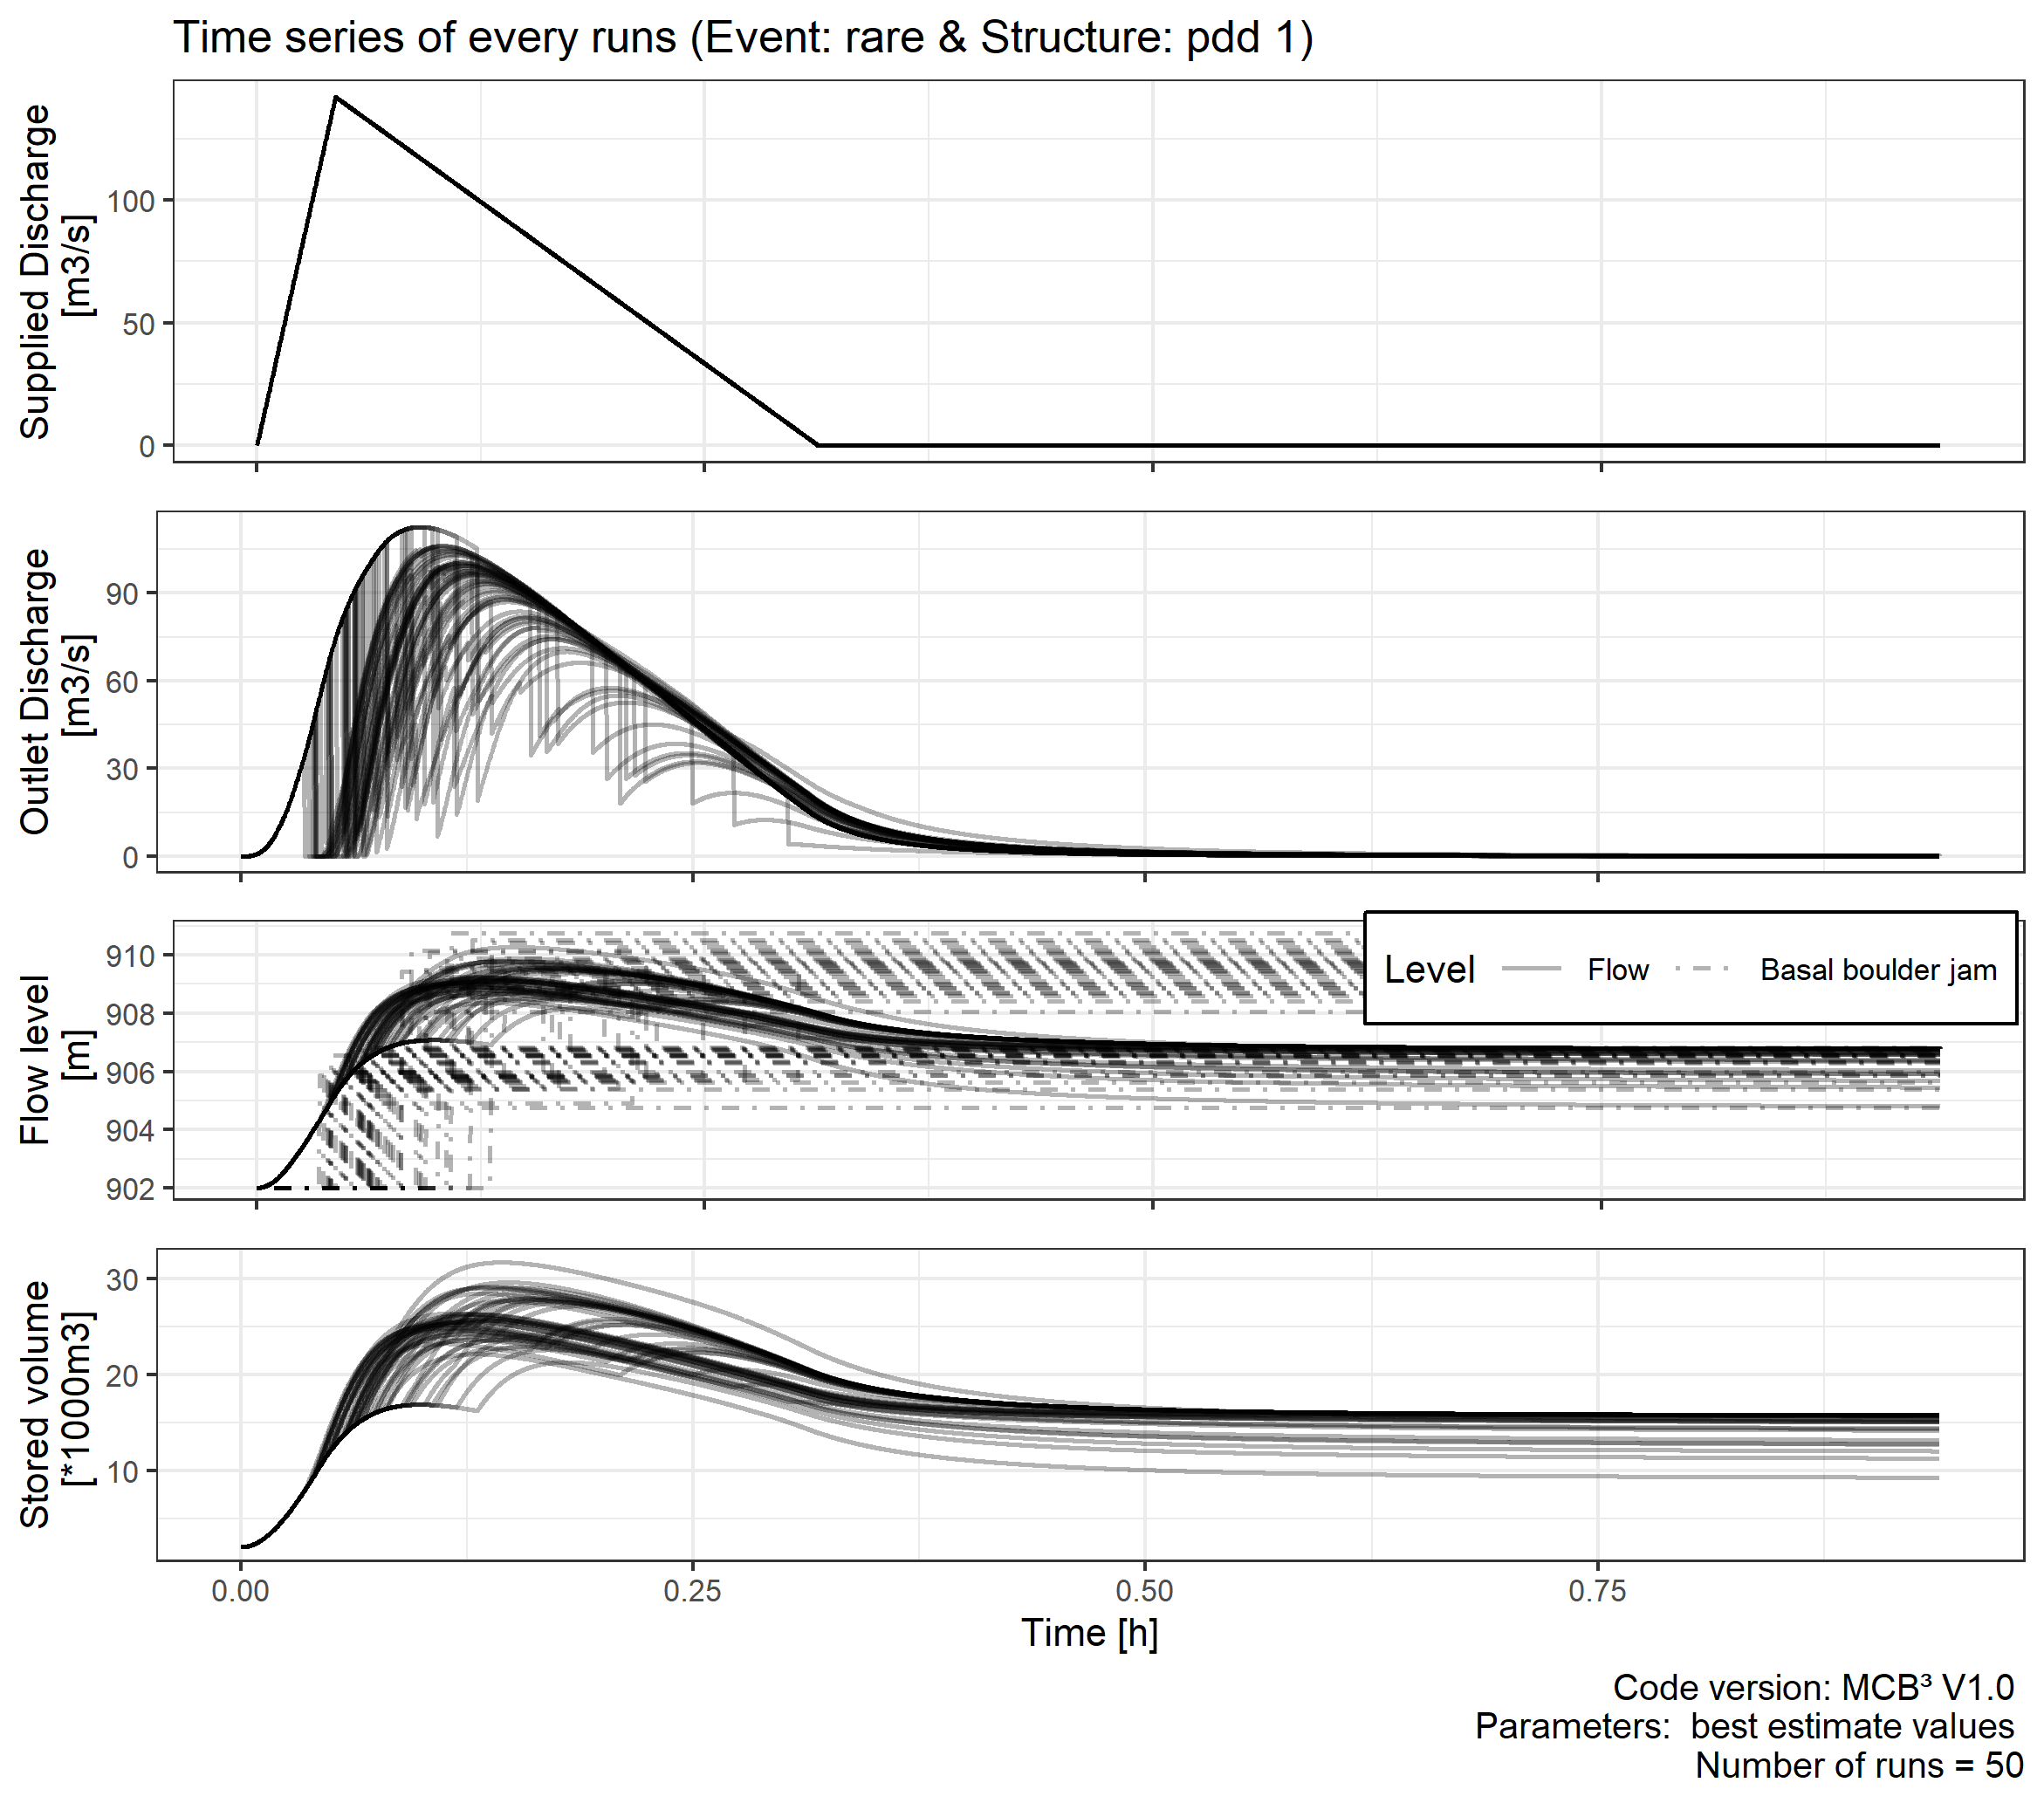 Time series of every runs (Event: rare & Structure: pdd 1)
Supplied Discharge
[m3/s]
100
50
0
Outlet Discharge
[m3/s]
90
60
30
0
Flow level
[m]
910
908
906
904
902
Level Flow Basal boulder jam
Stored volume
[*1000m3]
30
20
10
0.00 0.25 0.50 0.75
Time [h]
Code version: MCB³ V1.0
Parameters:  best estimate values
Number of runs = 50